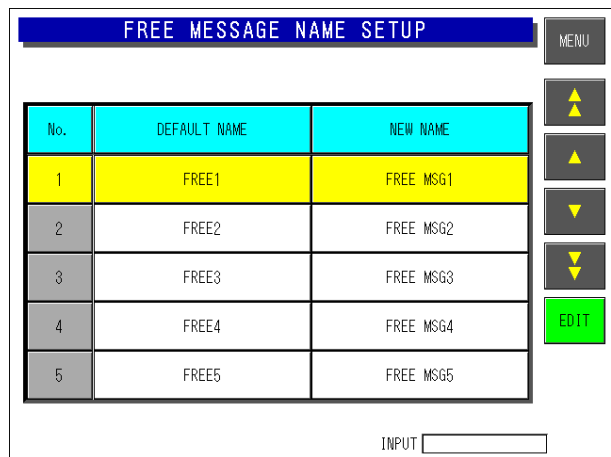 FREE MESSAGE NAME SETUP
MENU
No. DEFAULT NAME NEW NAME
1 FREE1 FREE MSG1
2 FREE2 FREE MSG2
3 FREE3 FREE MSG3
4 FREE4 FREE MSG4
5 FREE5 FREE MSG5
EDIT
INPUT